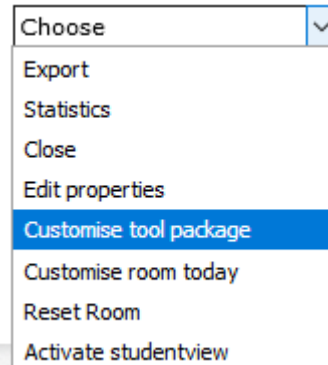 Choose
Export
Statistics
Close
Edit properties
Customise tool package
Customise room today
Reset Room
Activate studentview